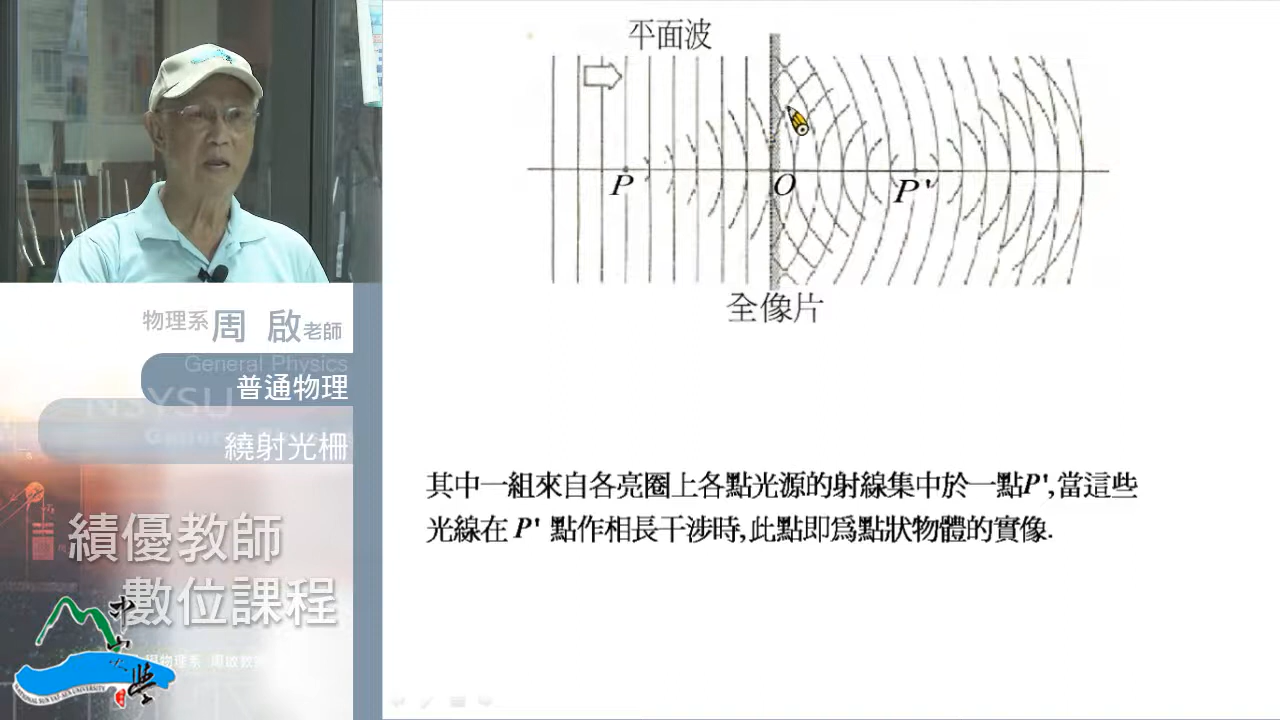 平面波
P
O
P'
全像片
物理系周 啟老師
General Physics
普通物理
NSYSU
繞射光柵
績優教師
數位課程
其中一組來自各亮圈上各點光源的射線集中於一點P',當這些
光線在 P' 點作相長干涉時,此點即爲點狀物體的實像.